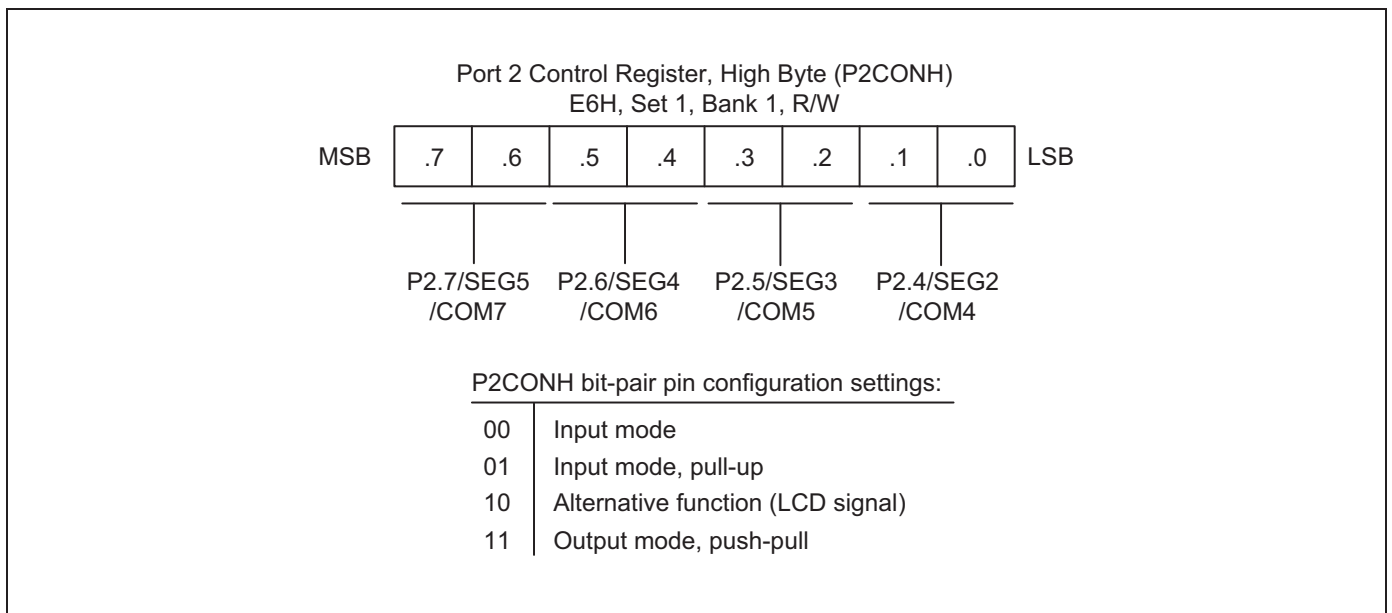 Port 2 Control Register, High Byte (P2CONH)
E6H, Set 1, Bank 1, R/W
MSB .7 .6 .5 .4 .3 .2 .1 .0 LSB
P2.7/SEG5 P2.6/SEG4 P2.5/SEG3 P2.4/SEG2
/COM7 /COM6 /COM5 /COM4
P2CONH bit-pair pin configuration settings:
00 Input mode
01 Input mode, pull-up
10 Alternative function (LCD signal)
11 Output mode, push-pull